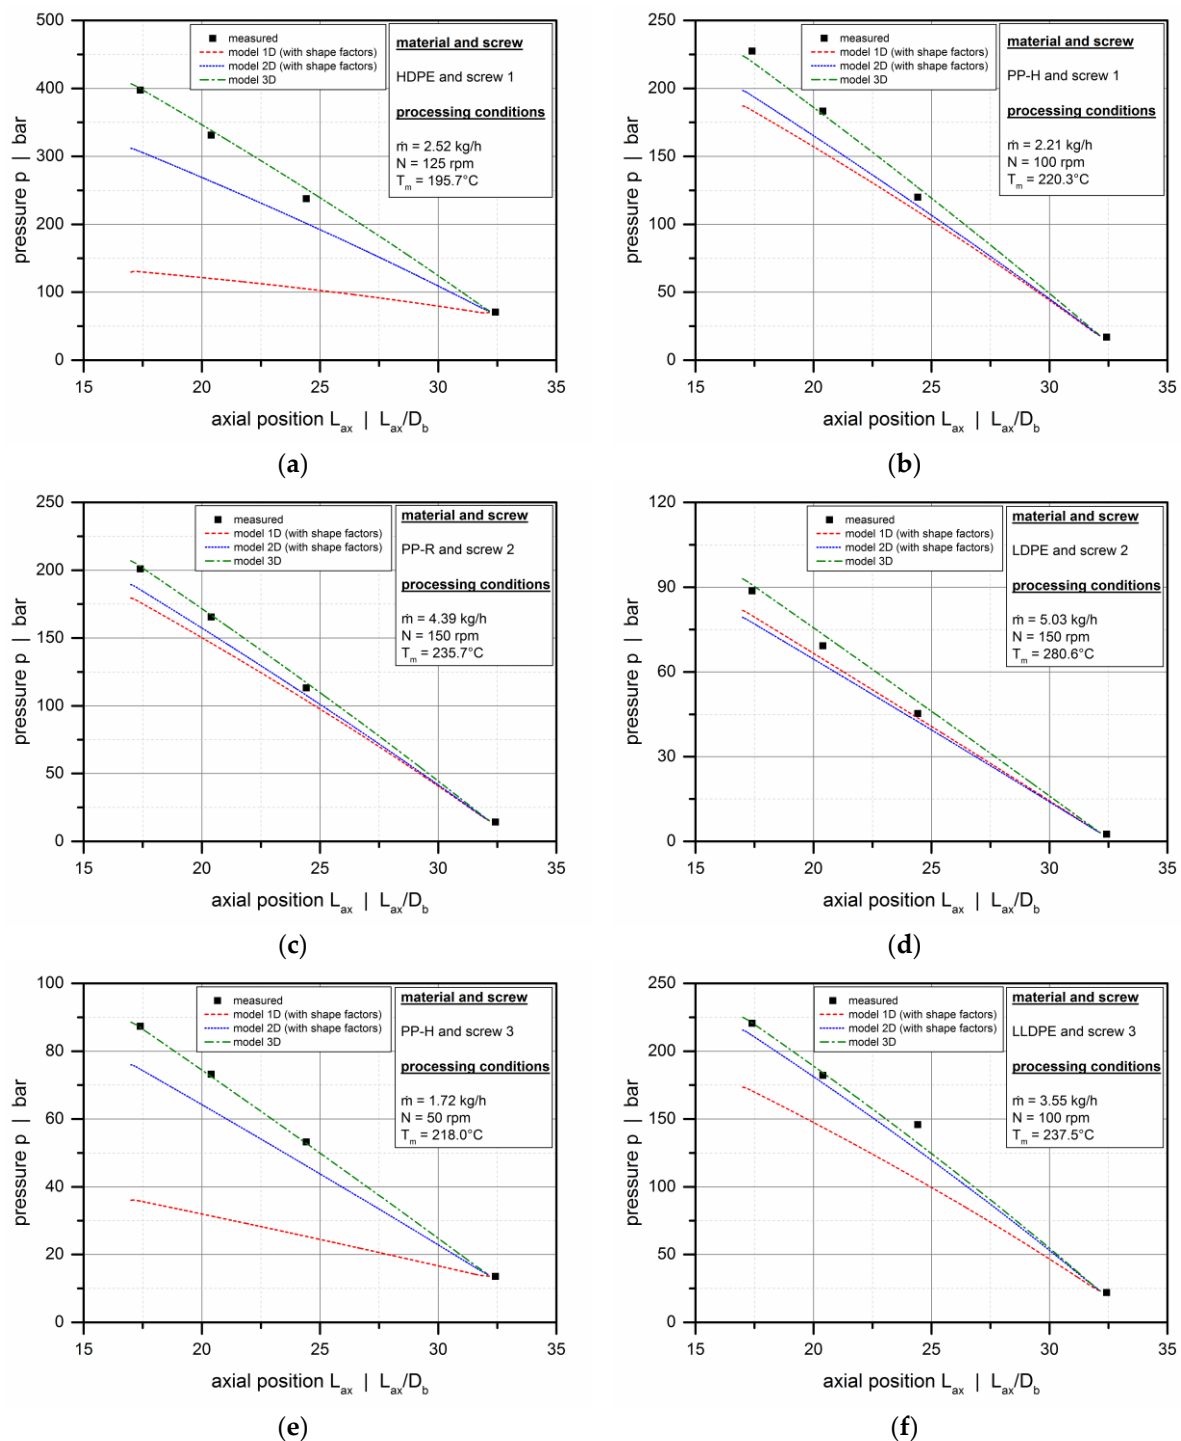 500
400
300
200
100
0
15
20
25
30
35
pressure p | bar
axial position L_ax | L_ax/D_b
measured
model 1D (with shape factors)
model 2D (with shape factors)
model 3D
material and screw
HDPE and screw 1
processing conditions
ṁ = 2.52 kg/h
N = 125 rpm
T_m = 195.7°C
(a)
250
200
150
100
50
0
15
20
25
30
35
pressure p | bar
axial position L_ax | L_ax/D_b
measured
model 1D (with shape factors)
model 2D (with shape factors)
model 3D
material and screw
PP-H and screw 1
processing conditions
ṁ = 2.21 kg/h
N = 100 rpm
T_m = 220.3°C
(b)
250
200
150
100
50
0
15
20
25
30
35
pressure p | bar
axial position L_ax | L_ax/D_b
measured
model 1D (with shape factors)
model 2D (with shape factors)
model 3D
material and screw
PP-R and screw 2
processing conditions
ṁ = 4.39 kg/h
N = 150 rpm
T_m = 235.7°C
(c)
120
90
60
30
0
15
20
25
30
35
pressure p | bar
axial position L_ax | L_ax/D_b
measured
model 1D (with shape factors)
model 2D (with shape factors)
model 3D
material and screw
LDPE and screw 2
processing conditions
ṁ = 5.03 kg/h
N = 150 rpm
T_m = 280.6°C
(d)
100
80
60
40
20
0
15
20
25
30
35
pressure p | bar
axial position L_ax | L_ax/D_b
measured
model 1D (with shape factors)
model 2D (with shape factors)
model 3D
material and screw
PP-H and screw 3
processing conditions
ṁ = 1.72 kg/h
N = 50 rpm
T_m = 218.0°C
(e)
250
200
150
100
50
0
15
20
25
30
35
pressure p | bar
axial position L_ax | L_ax/D_b
measured
model 1D (with shape factors)
model 2D (with shape factors)
model 3D
material and screw
LLDPE and screw 3
processing conditions
ṁ = 3.55 kg/h
N = 100 rpm
T_m = 237.5°C
(f)